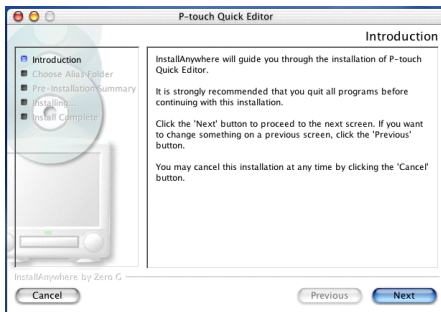 P-touch Quick Editor
Introduction
Introduction
Choose Alias Folder
Pre-Installation Summary
Installing...
Install Complete
InstallAnywhere will guide you through the installation of P-touch
Quick Editor.
It is strongly recommended that you quit all programs before
continuing with this installation.
Click the 'Next' button to proceed to the next screen. If you want
to change something on a previous screen, click the 'Previous'
button.
You may cancel this installation at any time by clicking the 'Cancel'
button.
InstallAnywhere by Zero G
Cancel
Previous
Next